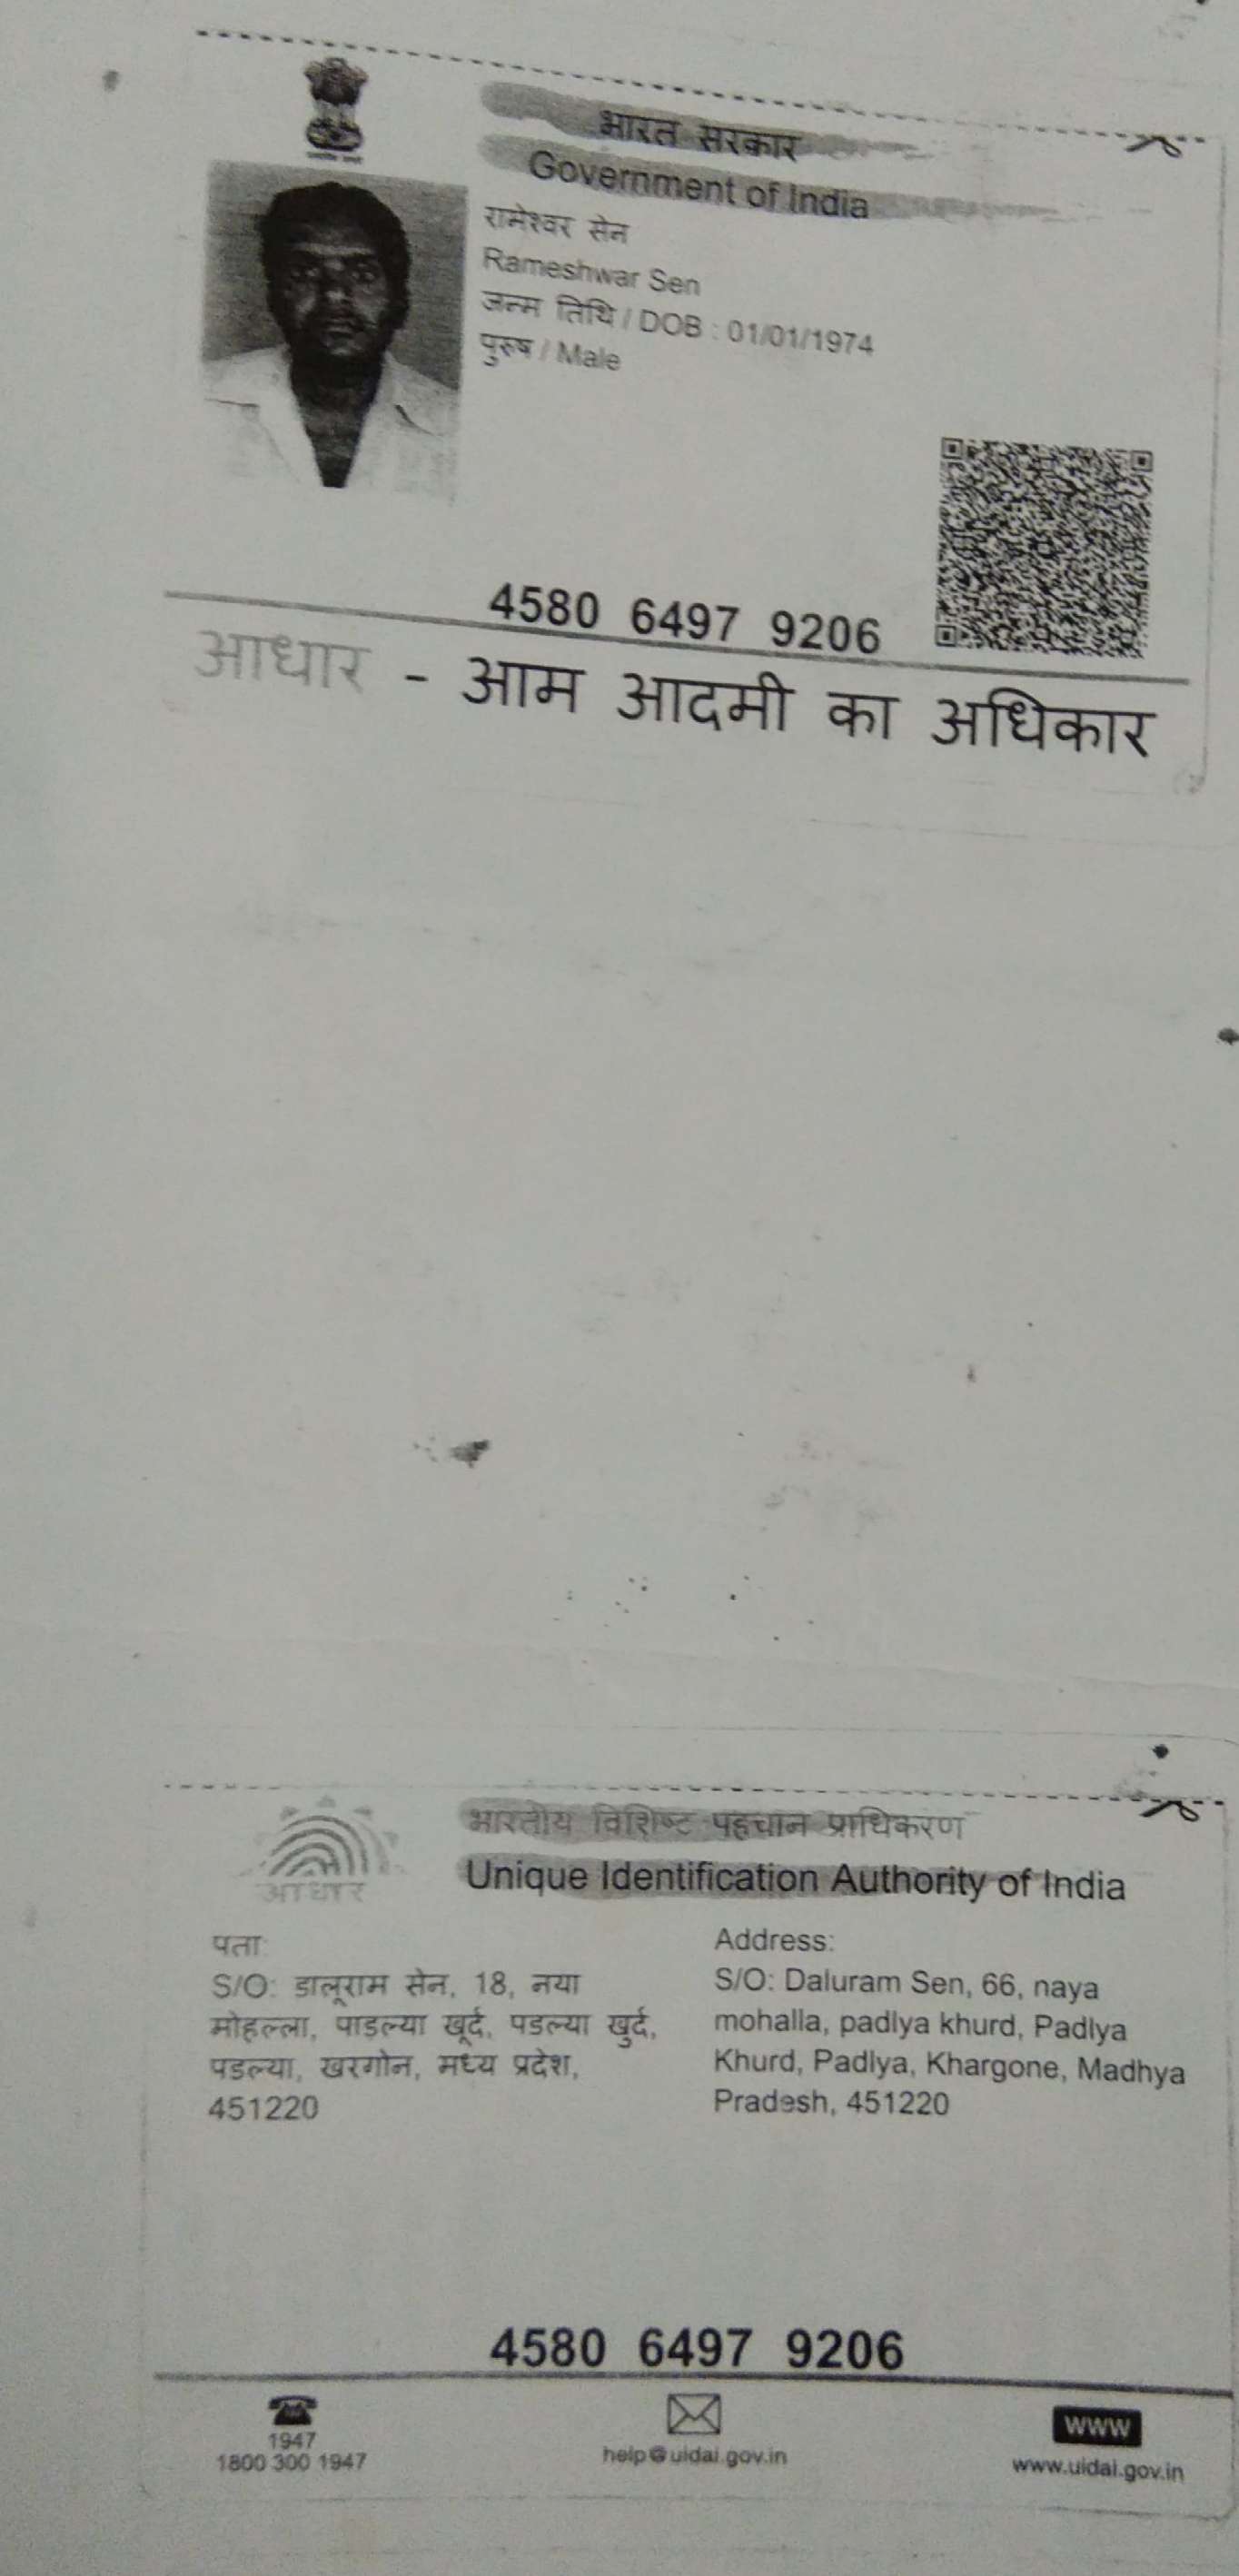 भारत सरकार
Government of India
रामेश्वर सेन
Rameshwar Sen
जन्म तिथि / DOB : 01/01/1974
पुरुष / Male
4580 6497 9206
आधार - आम आदमी का अधिकार
भारतीय विशिष्ट पहचान प्राधिकरण
Unique Identification Authority of India
आधार
पता:
S/O: डालूराम सेन, 18, नया
मोहल्ला, पाडल्या खूर्द, पडल्या खुर्द,
पडल्या, खरगोन, मध्य प्रदेश,
451220
Address:
S/O: Daluram Sen, 66, naya
mohalla, padlya khurd, Padlya
Khurd, Padlya, Khargone, Madhya
Pradesh, 451220
4580 6497 9206
1947
1800 300 1947
help@uidai.gov.in
www
www.uidai.gov.in